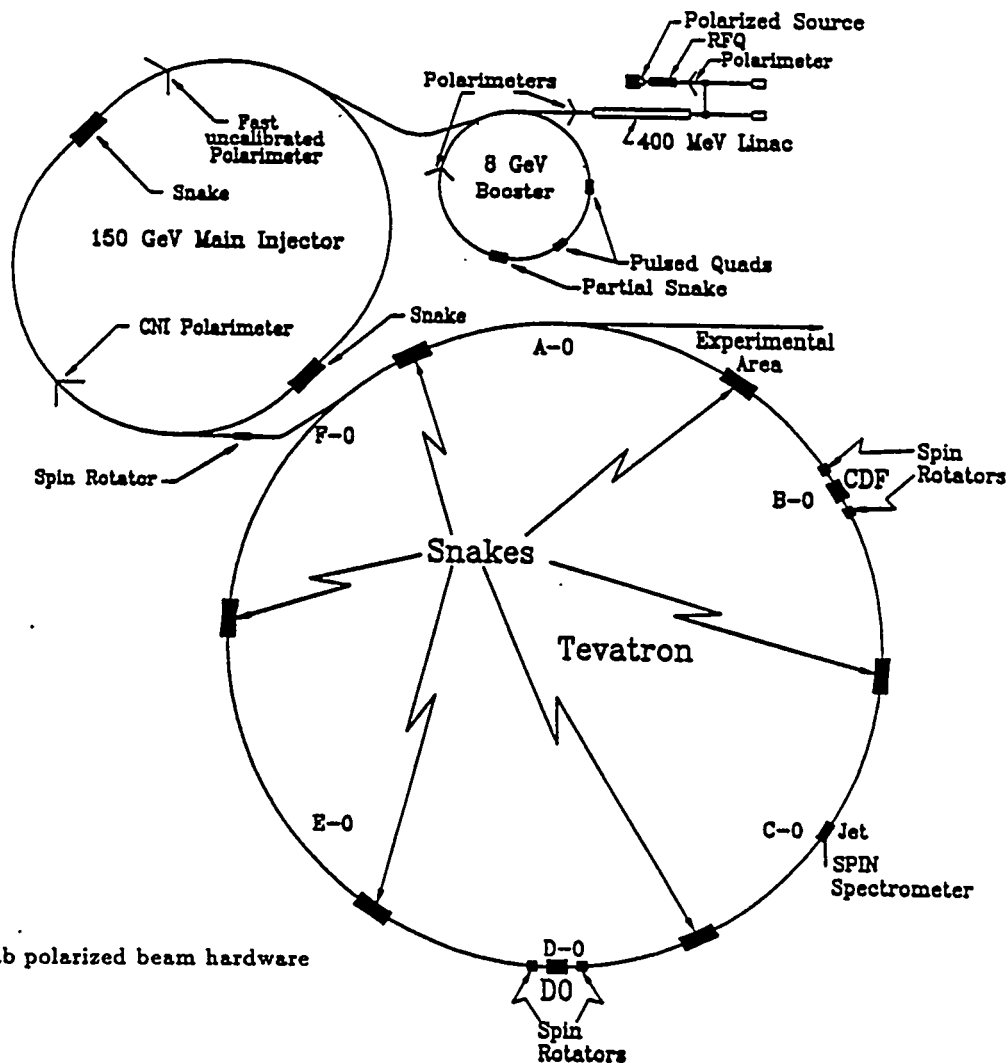 Polarized Source
RFQ
Polarimeter
Polarimeters
400 MeV Linac
Fast
uncalibrated
Polarimeter
8 GeV
Booster
Snake
150 GeV Main Injector
Pulsed Quads
Partial Snake
CNI Polarimeter
Snake
A-0
Experimental
Area
F-0
Spin Rotator
Spin
Rotators
CDF
B-0
Snakes
Tevatron
E-0
C-0
Jet
SPIN
Spectrometer
D-0
DO
b polarized beam hardware
Spin
Rotators